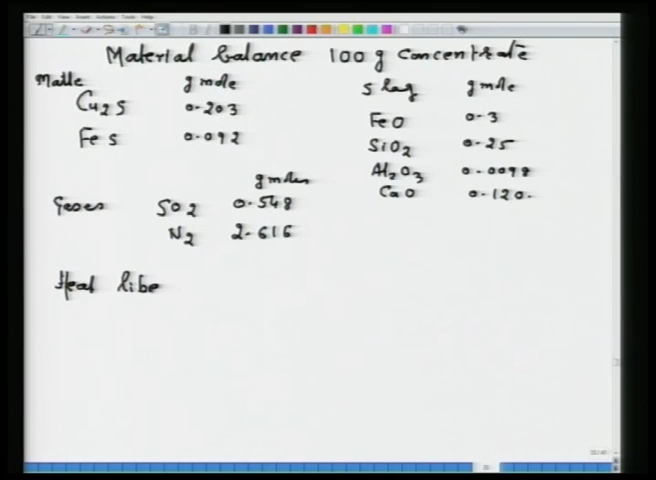 Material balance 100 g Concentrate
Matte g mole
Cu2S 0.203
FeS 0.092
Slag g mole
FeO 0.3
SiO2 0.25
Al2O3 0.0098
CaO 0.120.
g moles
Gases SO2 0.548
N2 2.616
Heat libe